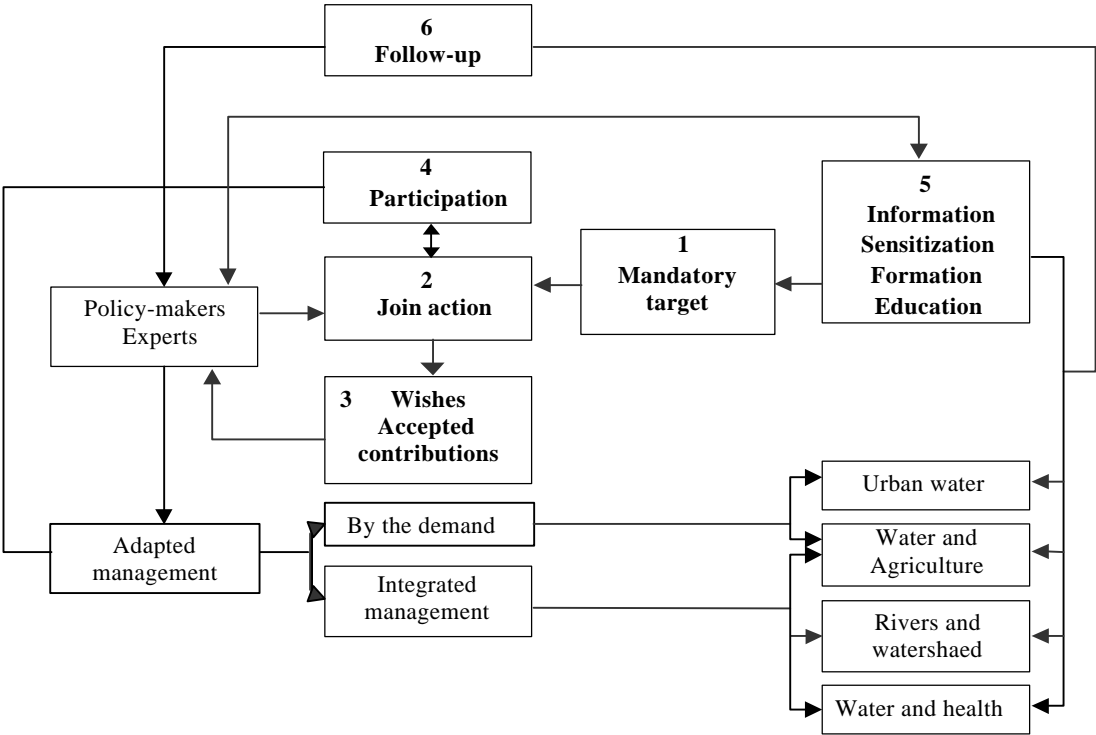 6
Follow-up
4
Participation
5
Information
Sensitization
Formation
Education
1
Mandatory
target
2
Join action
Policy-makers
Experts
3 Wishes
Accepted
contributions
Urban water
By the demand
Water and
Agriculture
Adapted
management
Integrated
management
Rivers and
watershaed
Water and health